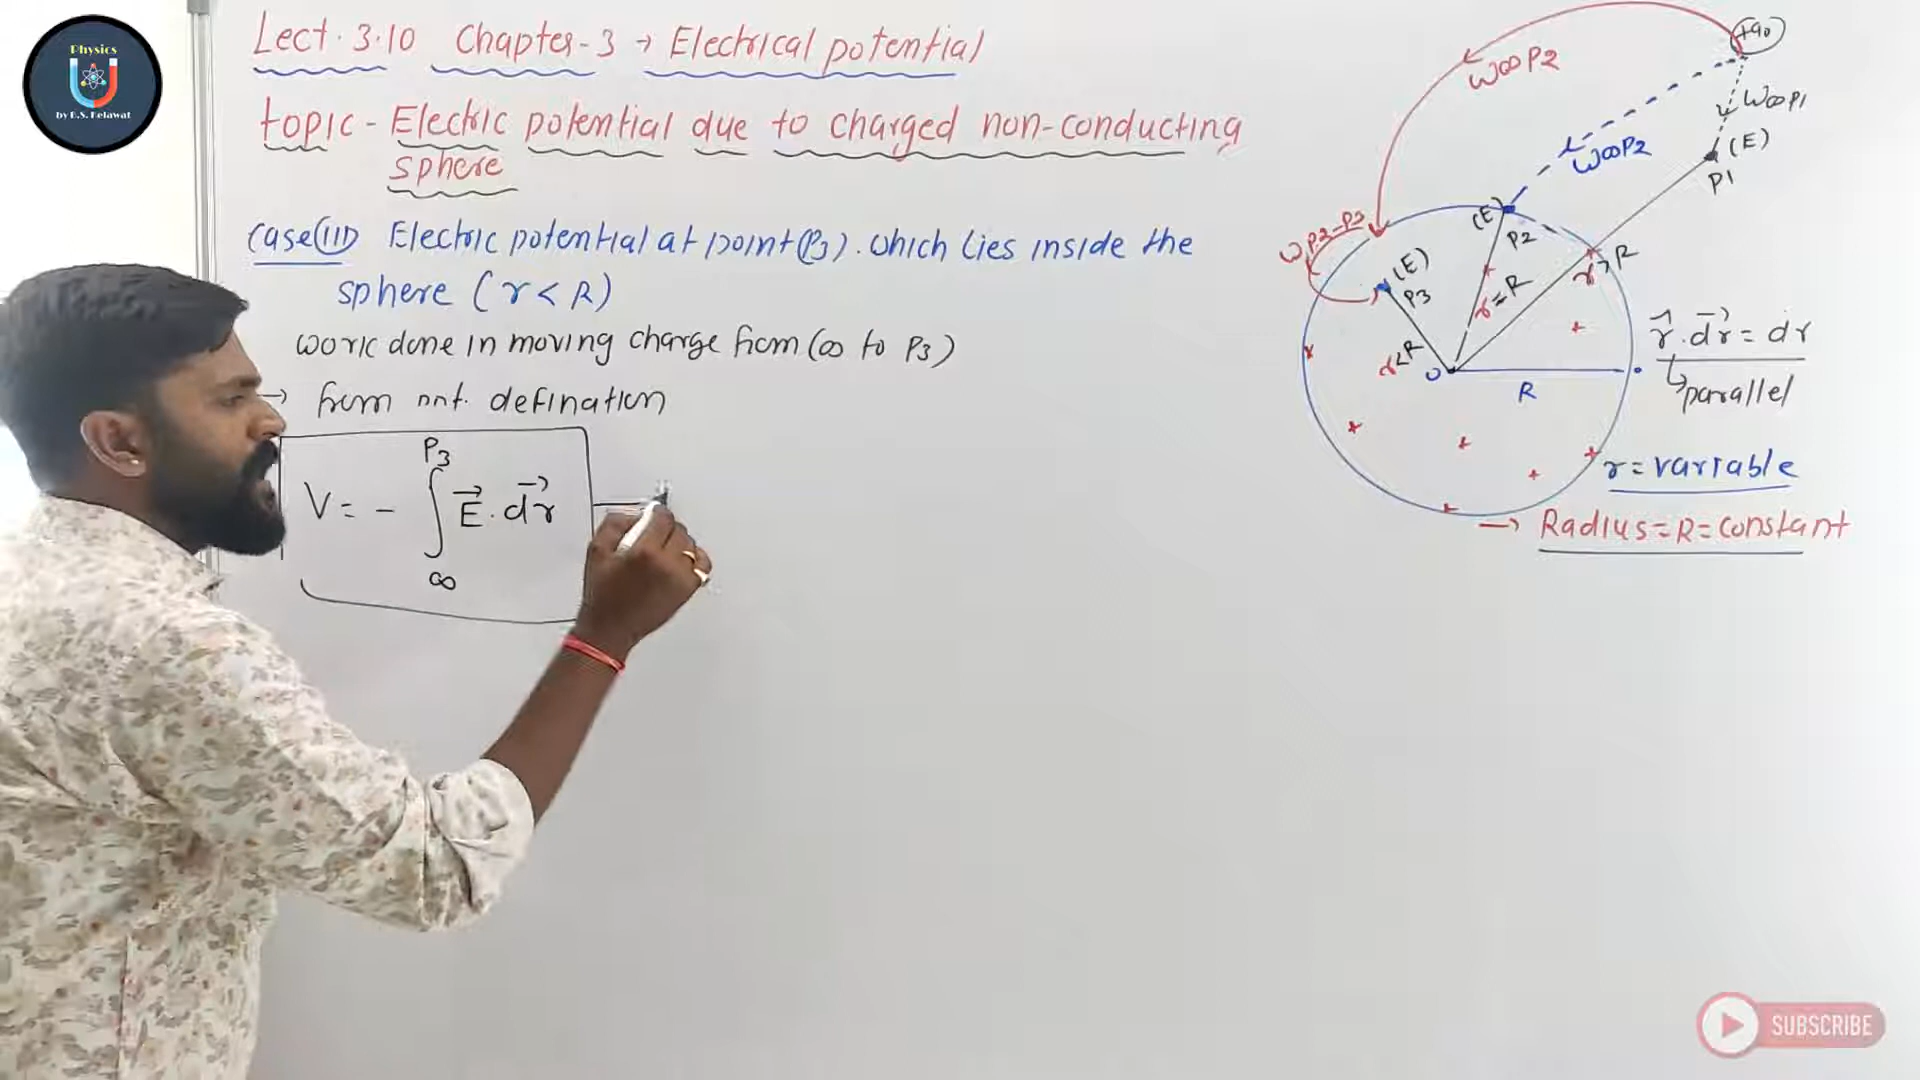 Physics
by B.S. Kelawat
Lect. 3.10 Chapter-3 → Electrical potential
topic - Electric potential due to charged non-conducting
sphere
Case(III) Electric potential at point (P3). which lies inside the
sphere (r < R)
work done in moving charge from (∞ to P3)
→ from pot. defination
V = - ∫ E⃗ . dr⃗
P3
∞
+q0
W∞P2
W∞P1
(E)
P1
W∞P2
(E)
P2
WP2-P3
(E)
P3
r > R
r = R
r < R
O
R
r̂ . dr⃗ = dr
↳ parallel
r = variable
→ Radius = R = constant
SUBSCRIBE